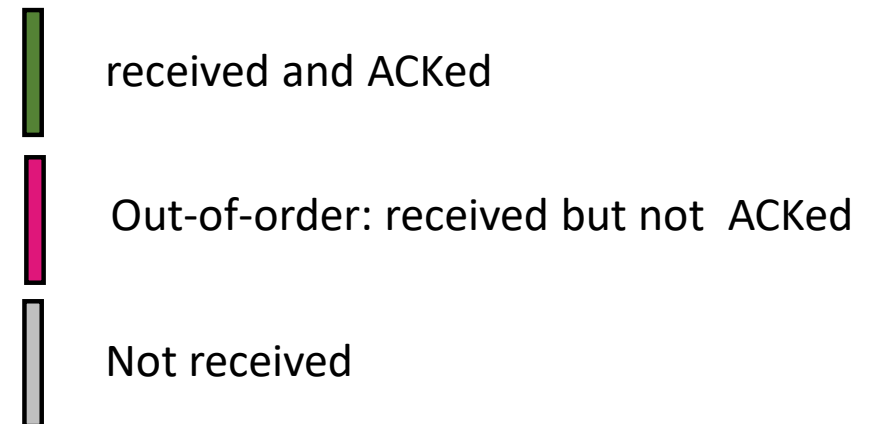 received and ACKed
Out-of-order: received but not ACKed
Not received